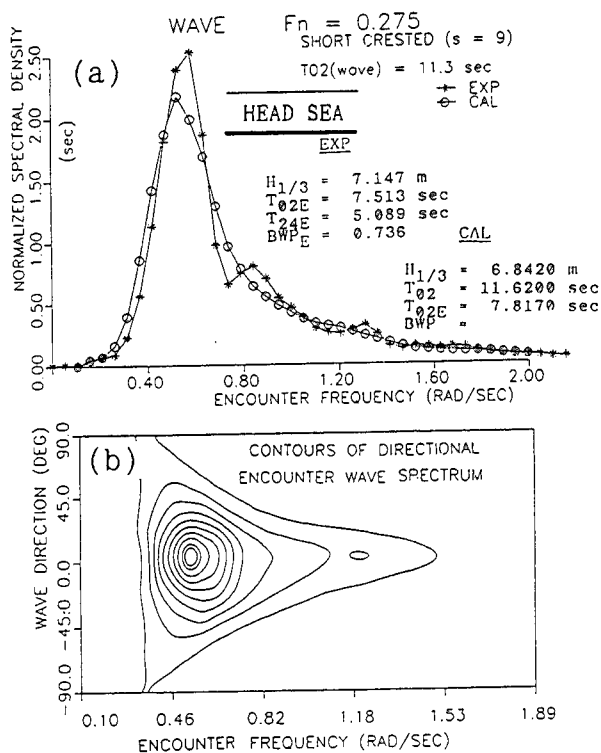 WAVE
Fn = 0.275
SHORT CRESTED (s = 9)
T02(wave) = 11.3 sec
EXP
CAL
(a)
HEAD SEA
EXP
H1/3 = 7.147 m
T02E = 7.513 sec
T24E = 5.089 sec
BWPE = 0.736
CAL
H1/3 = 6.8420 m
T02 = 11.6200 sec
T02E = 7.8170 sec
BWP =
NORMALIZED SPECTRAL DENSITY
(sec)
2.50
2.00
1.50
1.00
0.50
0.00
0.40
0.80
1.20
1.60
2.00
ENCOUNTER FREQUENCY (RAD/SEC)
(b)
CONTOURS OF DIRECTIONAL
ENCOUNTER WAVE SPECTRUM
WAVE DIRECTION (DEG)
90.0
45.0
0.0
-45.0
-90.0
0.10
0.46
0.82
1.18
1.53
1.89
ENCOUNTER FREQUENCY (RAD/SEC)